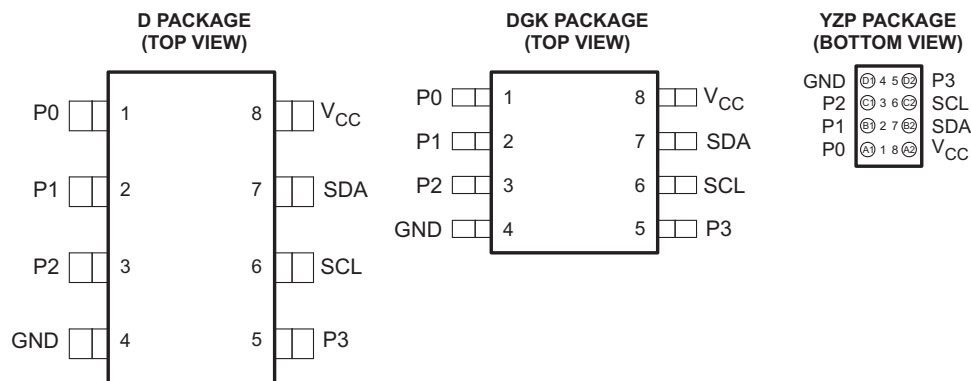 D PACKAGE
(TOP VIEW)
P0 1 8 VCC
P1 2 7 SDA
P2 3 6 SCL
GND 4 5 P3
DGK PACKAGE
(TOP VIEW)
P0 1 8 VCC
P1 2 7 SDA
P2 3 6 SCL
GND 4 5 P3
YZP PACKAGE
(BOTTOM VIEW)
GND D1 4 5 D2 P3
P2 C1 3 6 C2 SCL
P1 B1 2 7 B2 SDA
P0 A1 1 8 A2 VCC